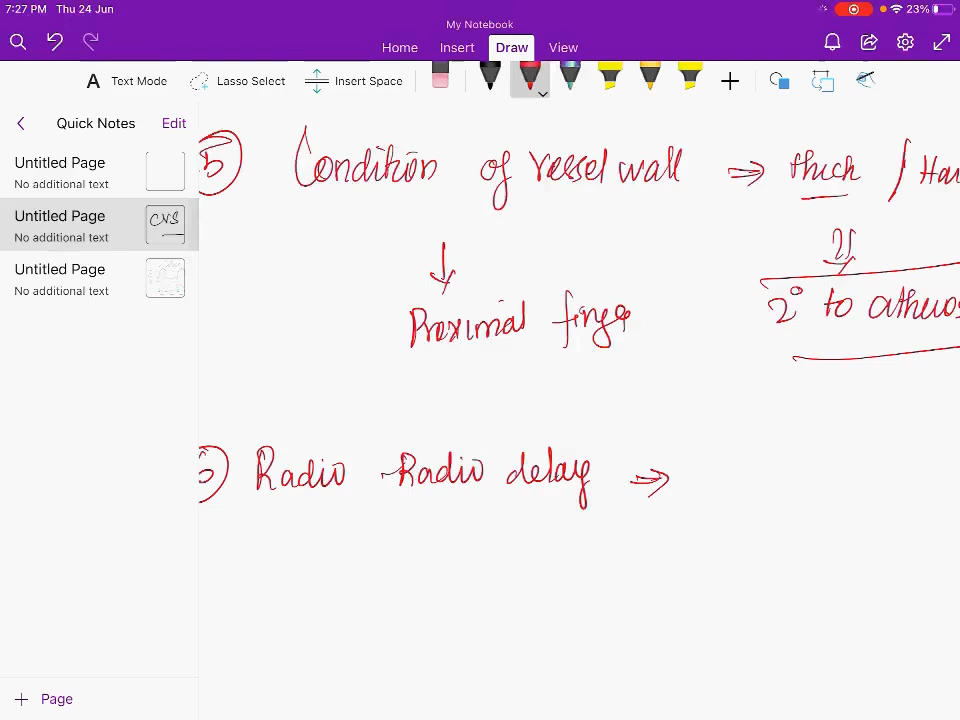 7:27 PM Thu 24 Jun
23%
My Notebook
Home Insert Draw View
Text Mode Lasso Select Insert Space
Quick Notes Edit
Untitled Page
No additional text
Untitled Page
No additional text
CNS
Untitled Page
No additional text
Page
5 Condition of vessel wall ⇒ thick / Har
↓ ⇓
Proximal finger 2° to atheros
6 Radio - Radio delay ⇒